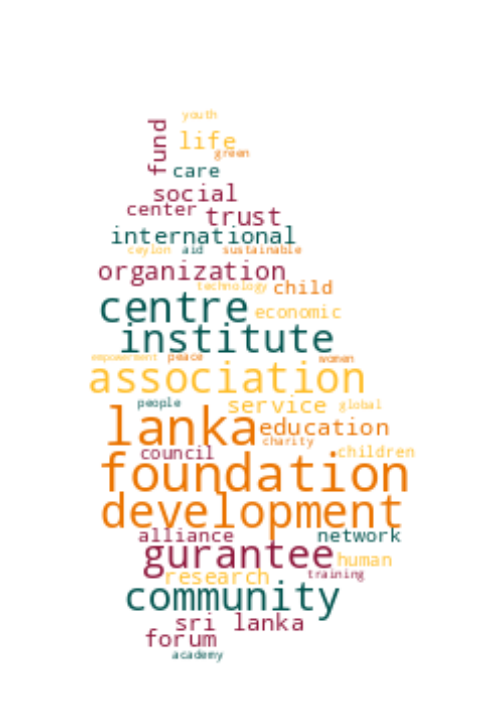 youth
fund
life
green
care
social
center trust
international
ceylon aid sustainable
organization
technology child
centre economic
institute
empowerment peace women
association
people service global
lanka education
charity
council children
foundation
development
alliance network
gurantee human
research training
community
sri lanka
forum
academy